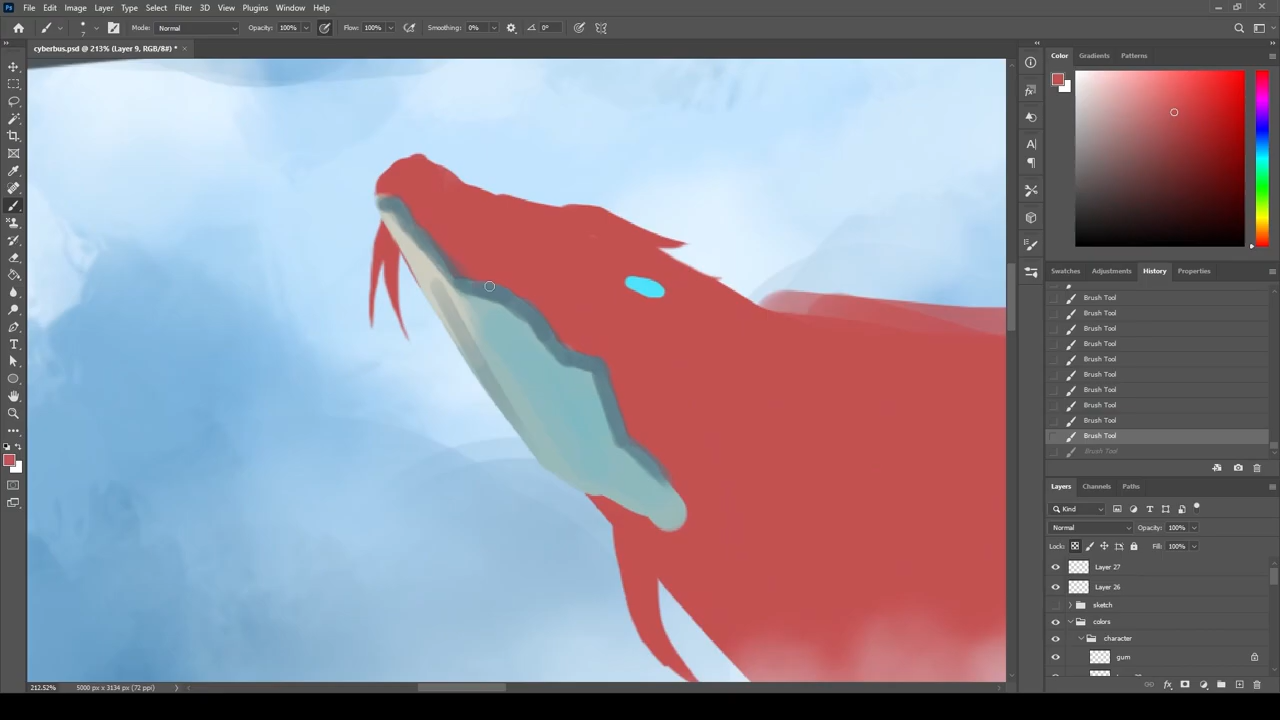 Ps File Edit Image Layer Type Select Filter 3D View Plugins Window Help
Mode: Normal Opacity: 100% Flow: 100% Smoothing: 0% 0°
7
cyberbus.psd @ 213% (Layer 9, RGB/8#) * ×
Color Gradients Patterns
Swatches Adjustments History Properties
Brush Tool
Brush Tool
Brush Tool
Brush Tool
Brush Tool
Brush Tool
Brush Tool
Brush Tool
Brush Tool
Brush Tool
Brush Tool
Layers Channels Paths
Kind
Normal Opacity: 100%
Lock: Fill: 100%
Layer 27
Layer 26
sketch
colors
character
gum
212.52% 5000 px x 3134 px (72 ppi)